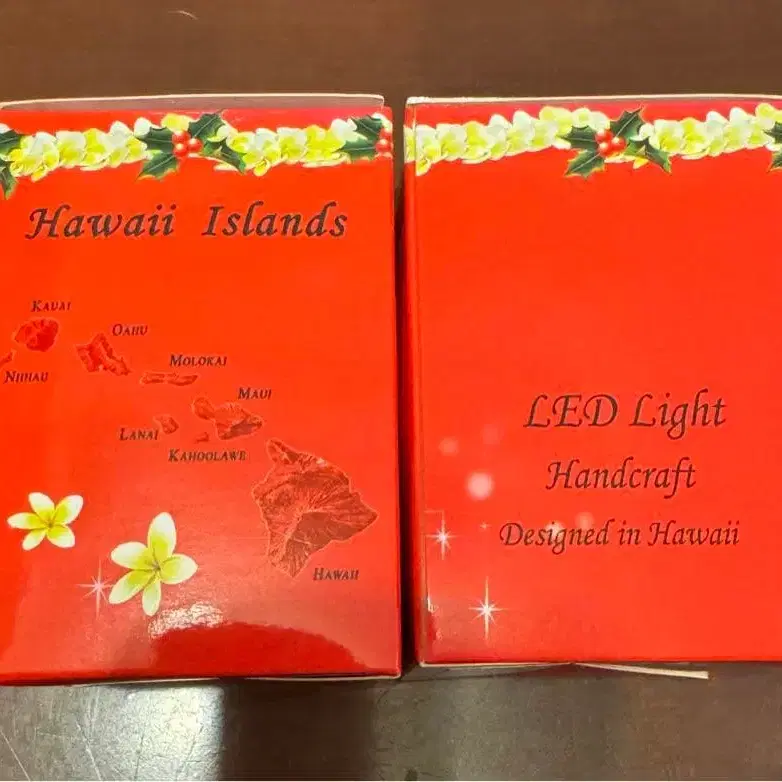 Hawaii Islands
KAUAI
OAHU
NIIHAU
MOLOKAI
MAUI
LANAI
KAHOOLAWE
HAWAII
LED Light
Handcraft
Designed in Hawaii